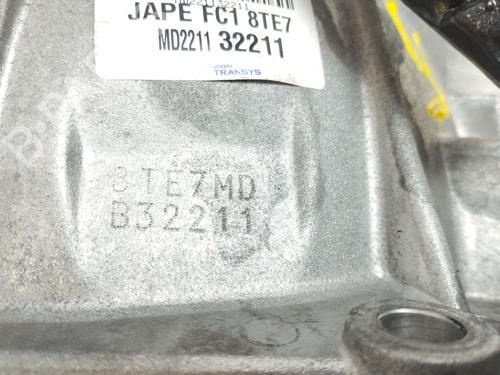 JAPE FC1 8TE7
MD2211 32211
TRANSYS
8TE7MD
B32211